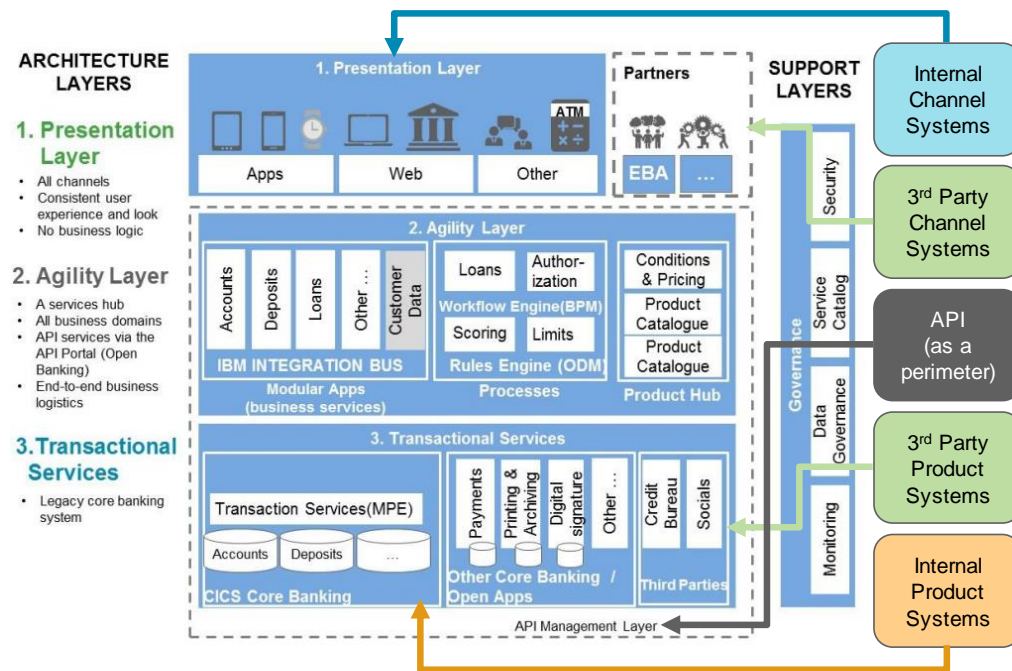 ARCHITECTURE
LAYERS
1. Presentation
Layer
• All channels
• Consistent user
experience and look
• No business logic
2. Agility Layer
• A services hub
• All business domains
• API services via the
API Portal (Open
Banking)
• End-to-end business
logistics
3.Transactional
Services
• Legacy core banking
system
1. Presentation Layer
ATM
Apps
Web
Other
Partners
EBA
...
2. Agility Layer
Accounts
Deposits
Loans
Other ...
Customer
Data
IBM INTEGRATION BUS
Modular Apps
(business services)
Loans
Author-
ization
Workflow Engine(BPM)
Scoring
Limits
Rules Engine (ODM)
Processes
Conditions
& Pricing
Product
Catalogue
Product
Catalogue
Product Hub
3. Transactional Services
Transaction Services(MPE)
Accounts
Deposits
...
CICS Core Banking
Payments
Printing &
Archiving
Digital
signature
Other ...
Other Core Banking /
Open Apps
Credit
Bureau
Socials
Third Parties
API Management Layer
SUPPORT
LAYERS
Governance
Security
Service
Catalog
Data
Governance
Monitoring
Internal
Channel
Systems
3rd Party
Channel
Systems
API
(as a
perimeter)
3rd Party
Product
Systems
Internal
Product
Systems